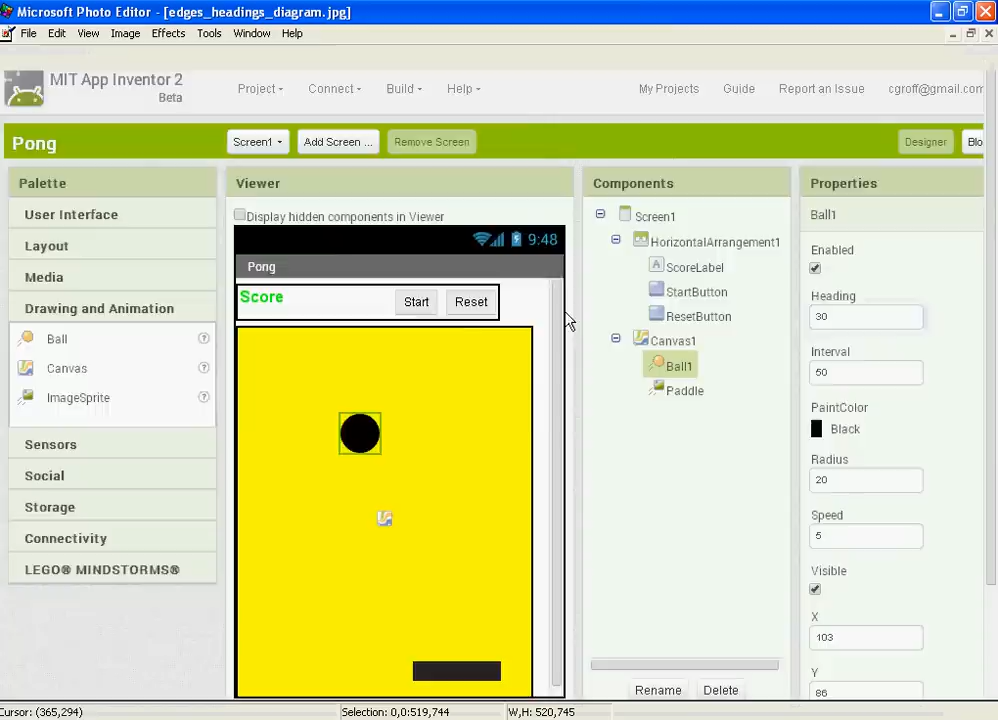 Microsoft Photo Editor - [edges_headings_diagram.jpg]
File Edit View Image Effects Tools Window Help
MIT App Inventor 2
Beta
Project Connect Build Help My Projects Guide Report an Issue cgroff@gmail.com
Pong Screen1 Add Screen ... Remove Screen Designer Blo
Palette
User Interface
Layout
Media
Drawing and Animation
Ball ?
Canvas ?
ImageSprite ?
Sensors
Social
Storage
Connectivity
LEGO® MINDSTORMS®
Viewer
Display hidden components in Viewer
9:48
Pong
Score Start Reset
Components
Screen1
HorizontalArrangement1
A ScoreLabel
StartButton
ResetButton
Canvas1
Ball1
Paddle
Rename Delete
Properties
Ball1
Enabled
Heading
30
Interval
50
PaintColor
Black
Radius
20
Speed
5
Visible
X
103
Y
86
Cursor: (365,294) Selection: 0,0:519,744 W,H: 520,745